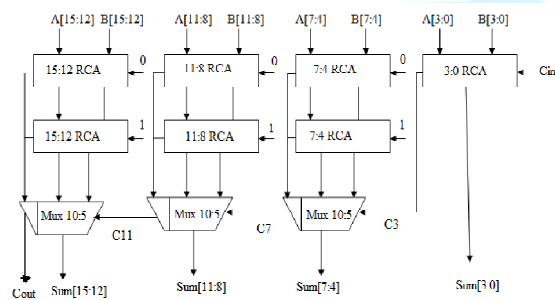 A[15:12] B[15:12] A[11:8] B[11:8] A[7:4] B[7:4] A[3:0] B[3:0]
0 0 0
15:12 RCA 11:8 RCA 7:4 RCA 3:0 RCA Cin
1 1 1
15:12 RCA 11:8 RCA 7:4 RCA
Mux 10:5 Mux 10:5 Mux 10:5
C11 C7 C3
Cout Sum[15:12] Sum[11:8] Sum[7:4] Sum[3:0]